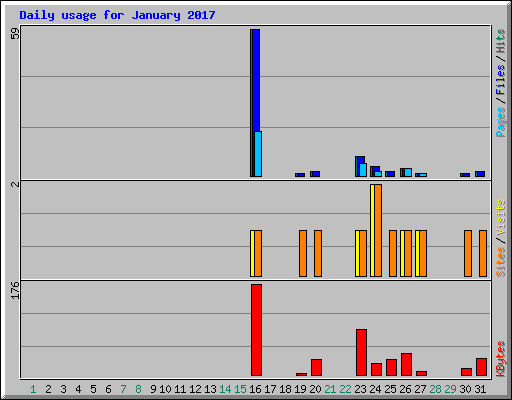 Daily usage for January 2017
59
2
176
Pages/Files/Hits
Sites/Visits
KBytes
1 2 3 4 5 6 7 8 9 10 11 12 13 14 15 16 17 18 19 20 21 22 23 24 25 26 27 28 29 30 31